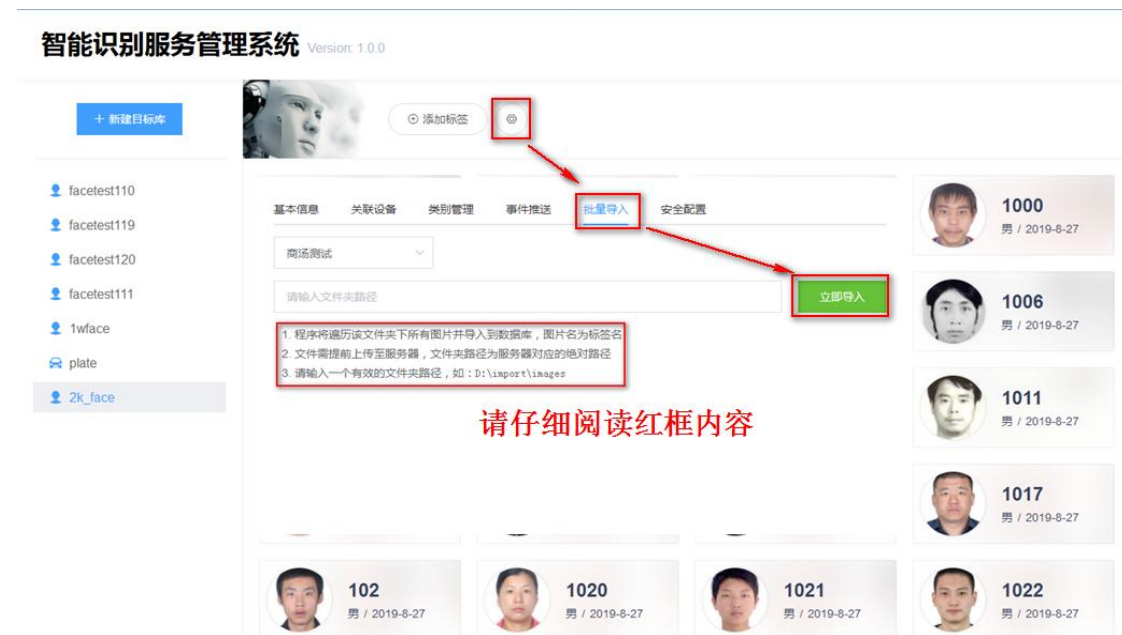 智能识别服务管理系统 Version: 1.0.0
+ 新建目标库
添加标签
facetest110
facetest119
facetest120
facetest111
1wface
plate
2k_face
基本信息 关联设备 类别管理 事件推送 批量导入 安全配置
商汤测试
请输入文件夹路径
立即导入
1. 程序将遍历该文件夹下所有图片并导入到数据库，图片名为标签名
2. 文件需提前上传至服务器，文件夹路径为服务器对应的绝对路径
3. 请输入一个有效的文件夹路径，如：D:\import\images
请仔细阅读红框内容
1000
男 / 2019-8-27
1006
男 / 2019-8-27
1011
男 / 2019-8-27
1017
男 / 2019-8-27
102
男 / 2019-8-27
1020
男 / 2019-8-27
1021
男 / 2019-8-27
1022
男 / 2019-8-27